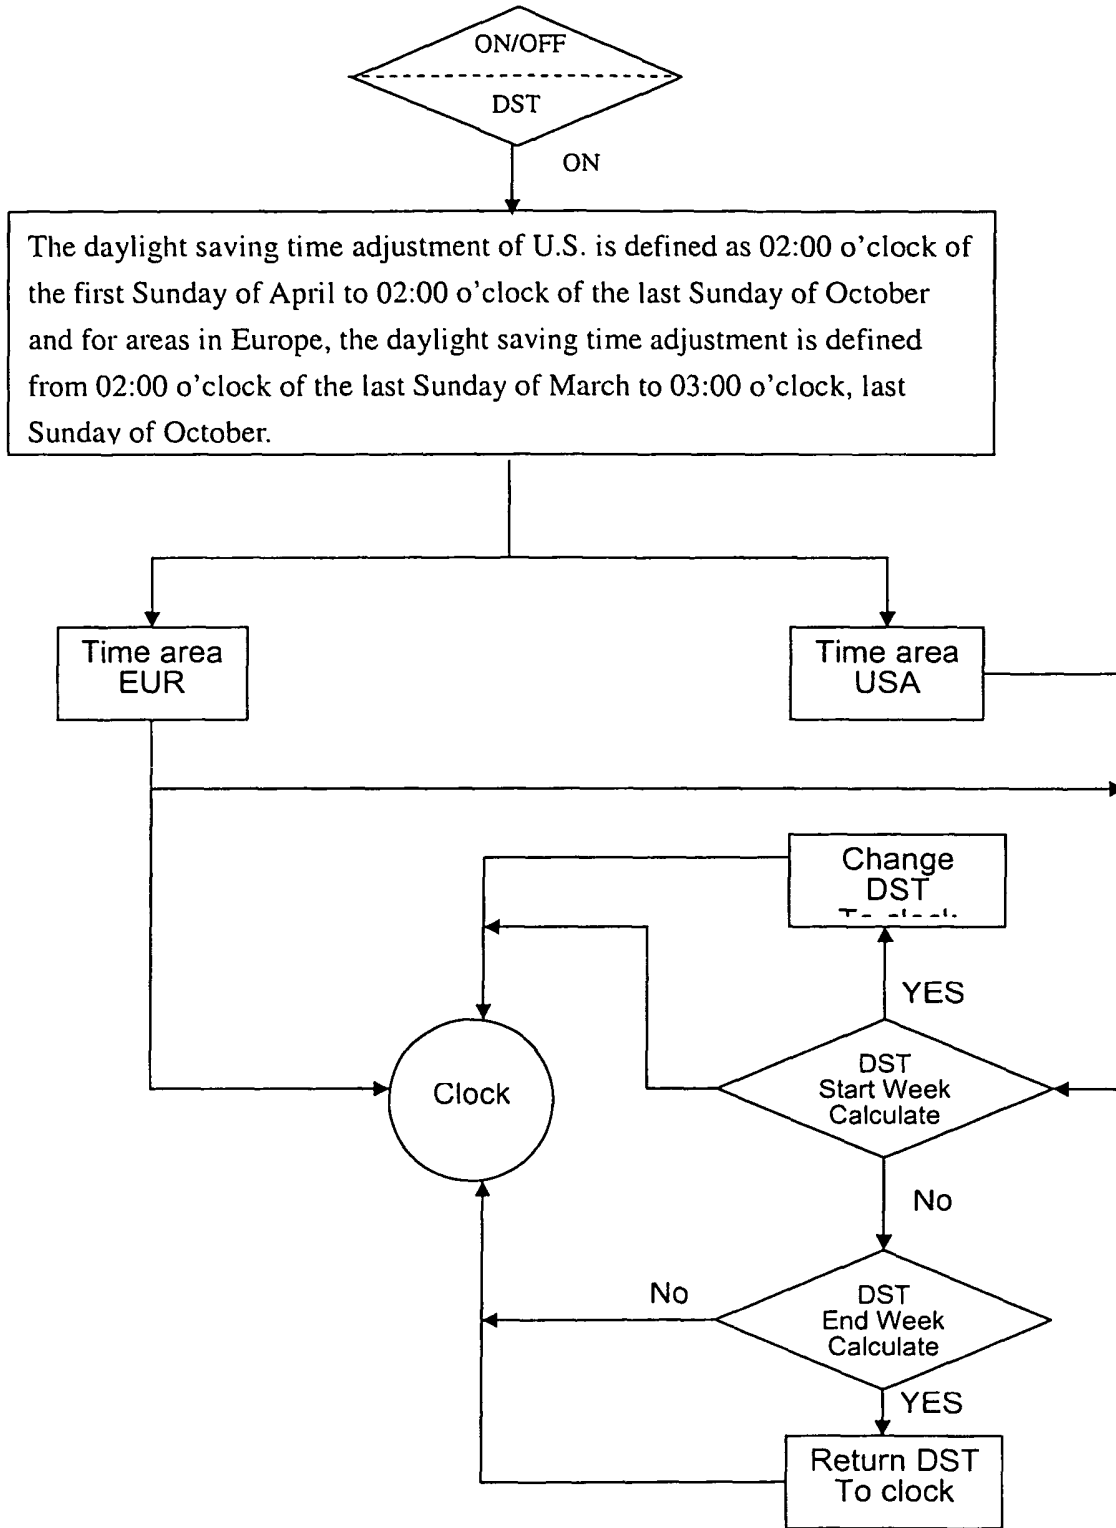 ON/OFF
DST
ON
The daylight saving time adjustment of U.S. is defined as 02:00 o'clock of
the first Sunday of April to 02:00 o'clock of the last Sunday of October
and for areas in Europe, the daylight saving time adjustment is defined
from 02:00 o'clock of the last Sunday of March to 03:00 o'clock, last
Sunday of October.
Time area
EUR
Time area
USA
Change
DST
To clock
YES
DST
Start Week
Calculate
Clock
No
No
DST
End Week
Calculate
YES
Return DST
To clock